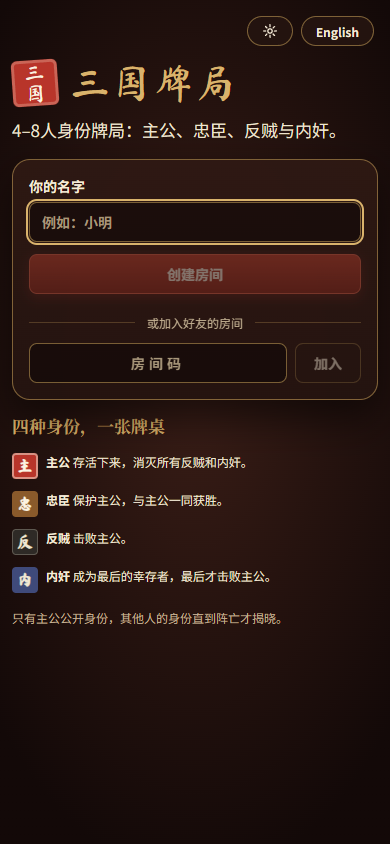 English
三国
三国牌局
4–8人身份牌局：主公、忠臣、反贼与内奸。
你的名字
例如：小明
创建房间
或加入好友的房间
房间码
加入
四种身份，一张牌桌
主
主公 存活下来，消灭所有反贼和内奸。
忠
忠臣 保护主公，与主公一同获胜。
反
反贼 击败主公。
内
内奸 成为最后的幸存者，最后才击败主公。
只有主公公开身份，其他人的身份直到阵亡才揭晓。